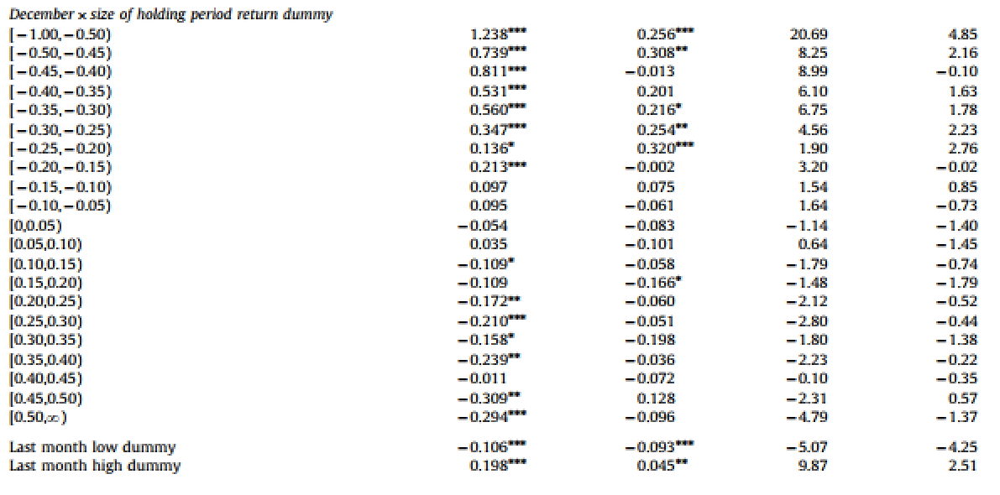 December × size of holding period return dummy
[−1.00,−0.50) 1.238*** 0.256*** 20.69 4.85
[−0.50,−0.45) 0.739*** 0.308** 8.25 2.16
[−0.45,−0.40) 0.811*** −0.013 8.99 −0.10
[−0.40,−0.35) 0.531*** 0.201 6.10 1.63
[−0.35,−0.30) 0.560*** 0.216* 6.75 1.78
[−0.30,−0.25) 0.347*** 0.254** 4.56 2.23
[−0.25,−0.20) 0.136* 0.320*** 1.90 2.76
[−0.20,−0.15) 0.213*** −0.002 3.20 −0.02
[−0.15,−0.10) 0.097 0.075 1.54 0.85
[−0.10,−0.05) 0.095 −0.061 1.64 −0.73
[0,0.05) −0.054 −0.083 −1.14 −1.40
[0.05,0.10) 0.035 −0.101 0.64 −1.45
[0.10,0.15) −0.109* −0.058 −1.79 −0.74
[0.15,0.20) −0.109 −0.166* −1.48 −1.79
[0.20,0.25) −0.172** −0.060 −2.12 −0.52
[0.25,0.30) −0.210*** −0.051 −2.80 −0.44
[0.30,0.35) −0.158* −0.198 −1.80 −1.38
[0.35,0.40) −0.239** −0.036 −2.23 −0.22
[0.40,0.45) −0.011 −0.072 −0.10 −0.35
[0.45,0.50) −0.309** 0.128 −2.31 0.57
[0.50,∞) −0.294*** −0.096 −4.79 −1.37
Last month low dummy −0.106*** −0.093*** −5.07 −4.25
Last month high dummy 0.198*** 0.045** 9.87 2.51